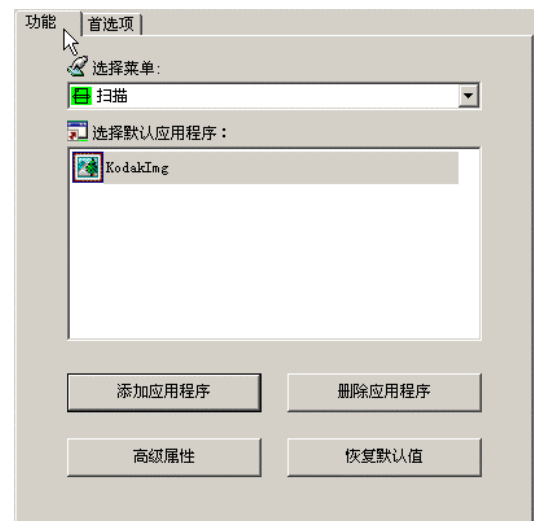 功能 首选项
选择菜单:
扫描
选择默认应用程序：
KodakImg
添加应用程序 删除应用程序
高级属性 恢复默认值